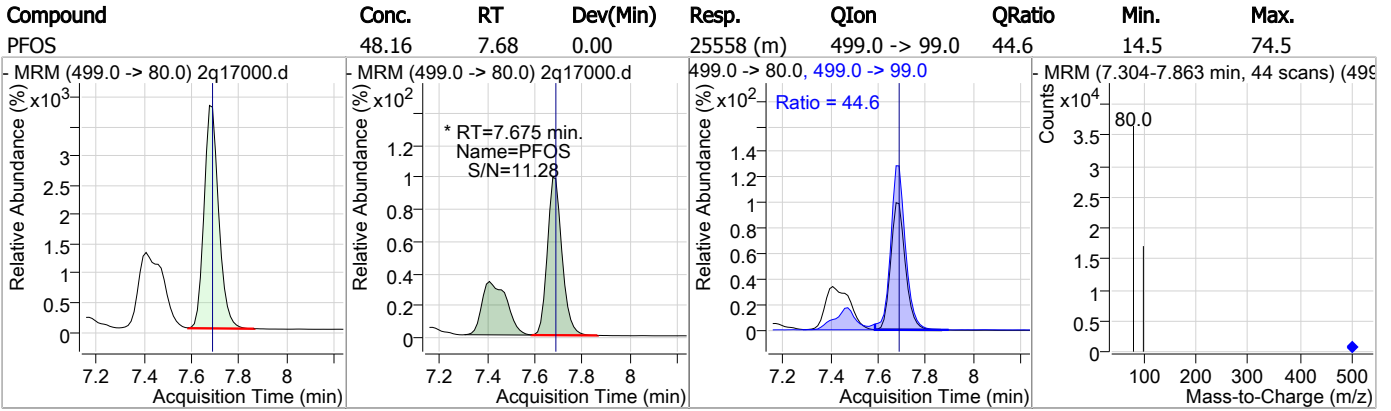 Compound Conc. RT Dev(Min) Resp. QIon QRatio Min. Max.
PFOS 48.16 7.68 0.00 25558 (m) 499.0 -> 99.0 44.6 14.5 74.5
- MRM (499.0 -> 80.0) 2q17000.d
x10³
Relative Abundance (%)
3
2.5
2
1.5
1
0.5
0
7.2 7.4 7.6 7.8 8
Acquisition Time (min)
- MRM (499.0 -> 80.0) 2q17000.d
x10²
Relative Abundance (%)
* RT=7.675 min.
Name=PFOS
S/N=11.28
1.2
1
0.8
0.6
0.4
0.2
0
7.2 7.4 7.6 7.8 8
Acquisition Time (min)
499.0 -> 80.0, 499.0 -> 99.0
x10²
Relative Abundance (%)
Ratio = 44.6
1.4
1.2
1
0.8
0.6
0.4
0.2
0
7.2 7.4 7.6 7.8 8
Acquisition Time (min)
- MRM (7.304-7.863 min, 44 scans) (499
x10⁴
Counts
80.0
3.5
3
2.5
2
1.5
1
0.5
0
100 200 300 400 500
Mass-to-Charge (m/z)